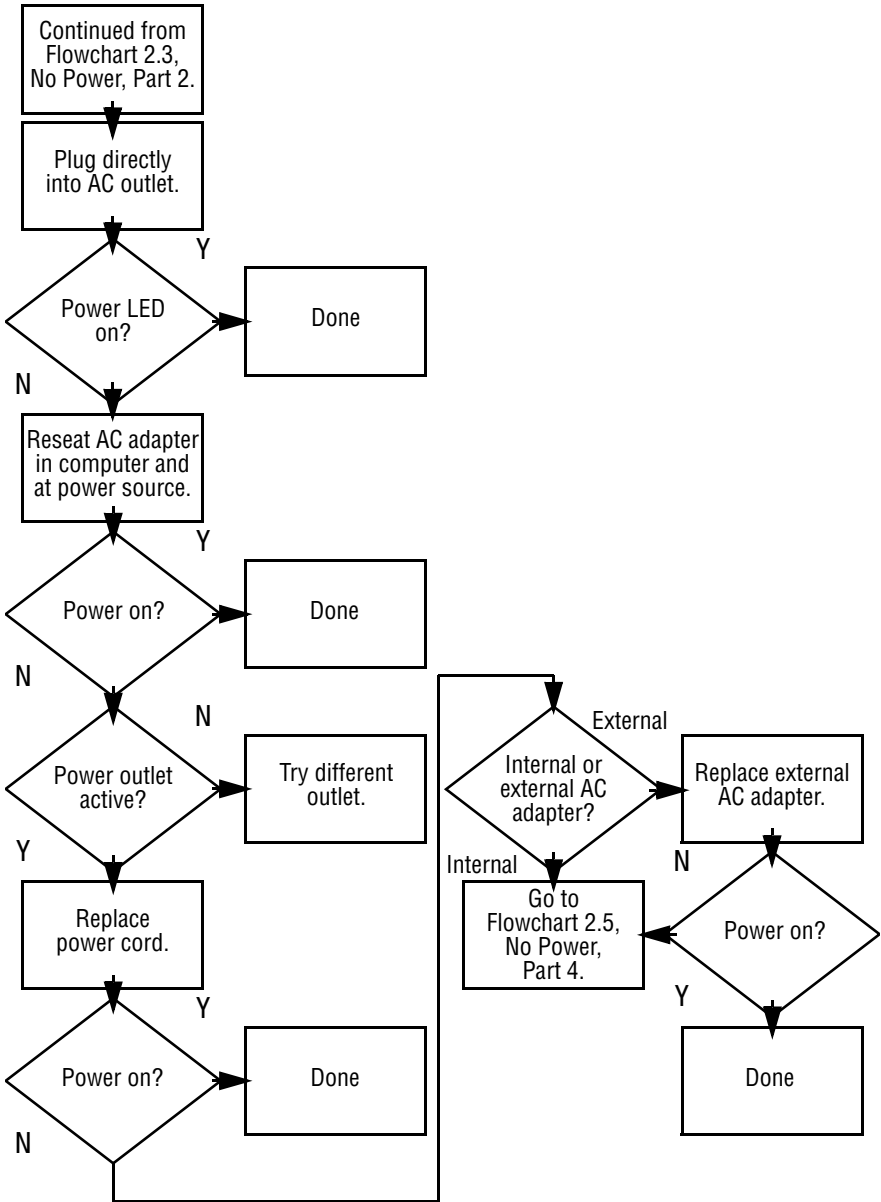 Continued from
Flowchart 2.3,
No Power, Part 2.
Plug directly
into AC outlet.
Y
Power LED
on?
Done
N
Reseat AC adapter
in computer and
at power source.
Y
Power on?
Done
N
N
Power outlet
active?
Try different
outlet.
Y
Replace
power cord.
Y
Power on?
Done
N
External
Internal or
external AC
adapter?
Replace external
AC adapter.
Internal
N
Go to
Flowchart 2.5,
No Power,
Part 4.
Power on?
Y
Done